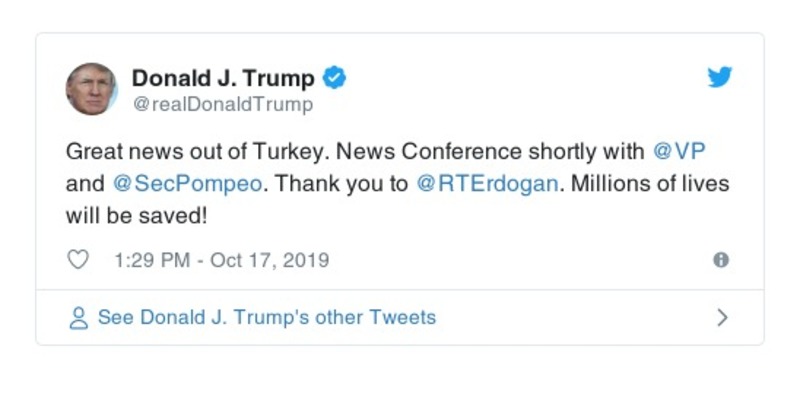 Donald J. Trump
@realDonaldTrump
Great news out of Turkey. News Conference shortly with @VP
and @SecPompeo. Thank you to @RTErdogan. Millions of lives
will be saved!
1:29 PM - Oct 17, 2019
See Donald J. Trump's other Tweets